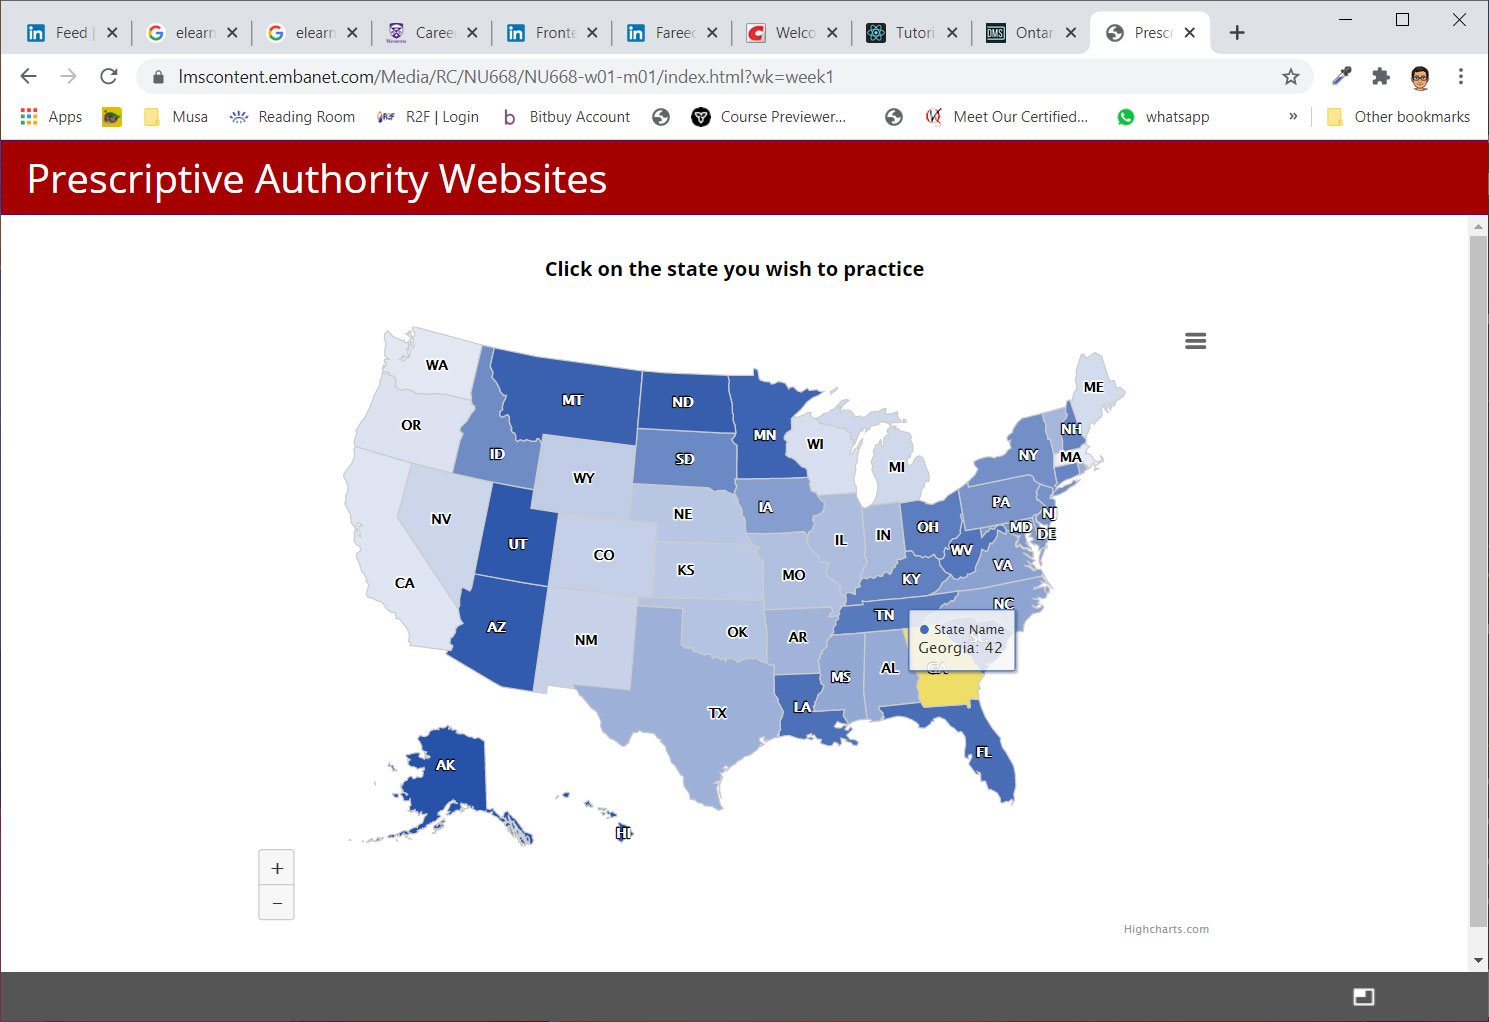 Feed
elearn
elearn
Career
Fronte
Fareed
Welco
Tutori
Ontar
Prescr
lmscontent.embanet.com/Media/RC/NU668/NU668-w01-m01/index.html?wk=week1
Apps
Musa
Reading Room
R2F | Login
b
Bitbuy Account
Course Previewer...
Meet Our Certified...
whatsapp
»
Other bookmarks
Prescriptive Authority Websites
Click on the state you wish to practice
WA
MT
ND
ME
OR
MN
NH
ID
SD
WI
NY
MA
MI
WY
NV
NE
IA
PA
NJ
UT
CO
IL
IN
OH
MD
DE
WV
CA
KS
MO
KY
VA
NC
AZ
NM
OK
AR
TN
State Name
Georgia: 42
GA
MS
AL
TX
LA
FL
AK
HI
+
−
Highcharts.com